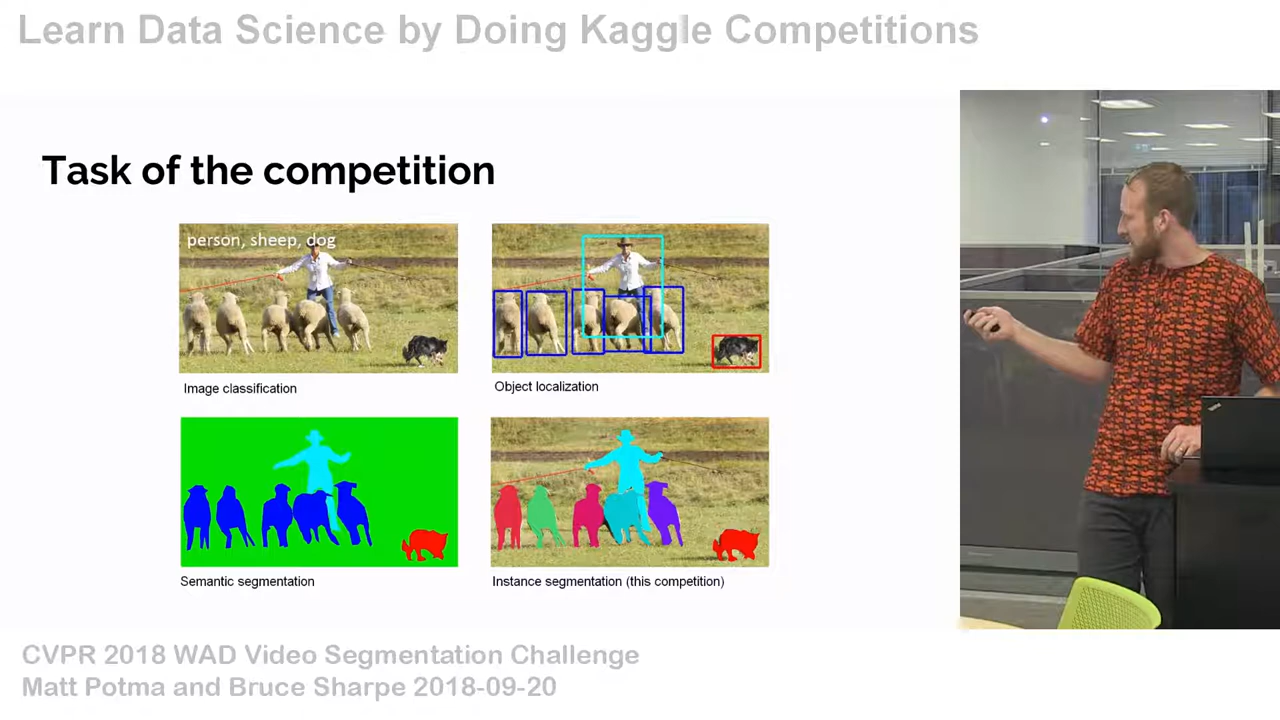 Learn Data Science by Doing Kaggle Competitions
Task of the competition
person, sheep, dog
Image classification
Object localization
Semantic segmentation
Instance segmentation (this competition)
CVPR 2018 WAD Video Segmentation Challenge
Matt Potma and Bruce Sharpe 2018-09-20